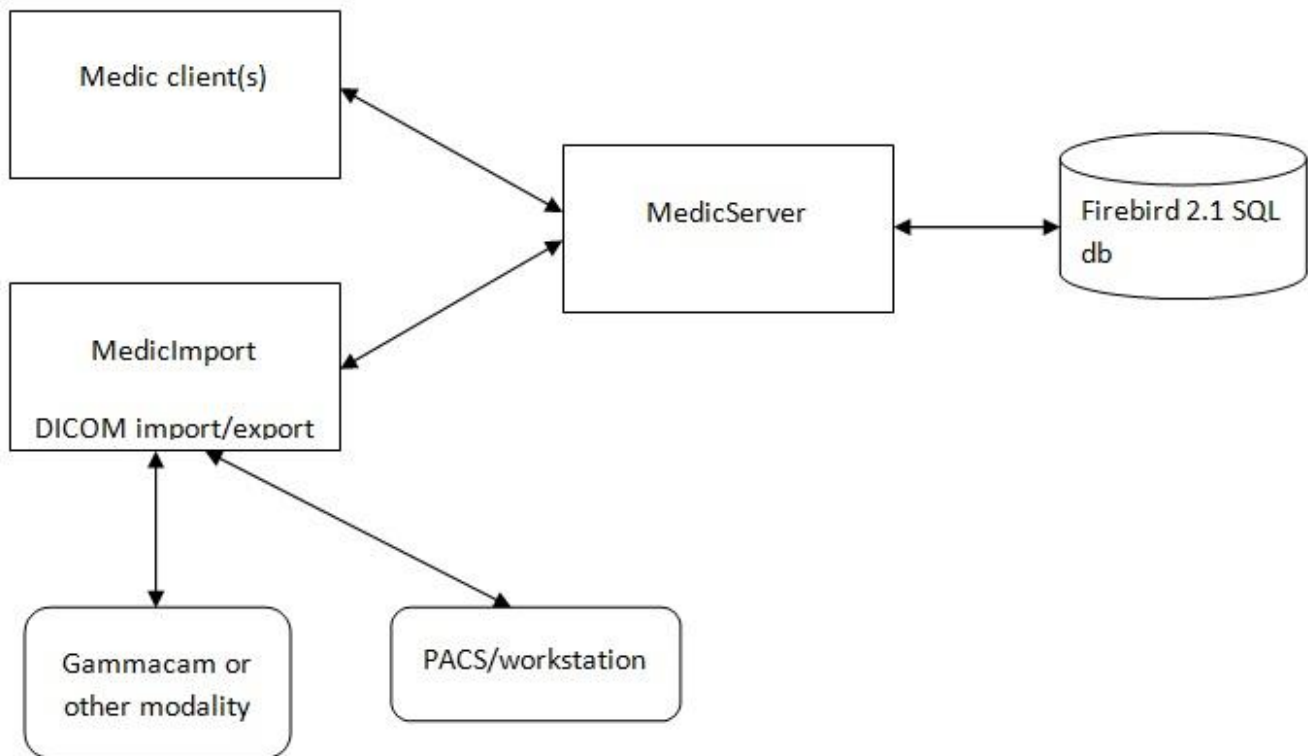 Medic client(s)
MedicServer
Firebird 2.1 SQL
db
MedicImport
DICOM import/export
Gammacam or
other modality
PACS/workstation